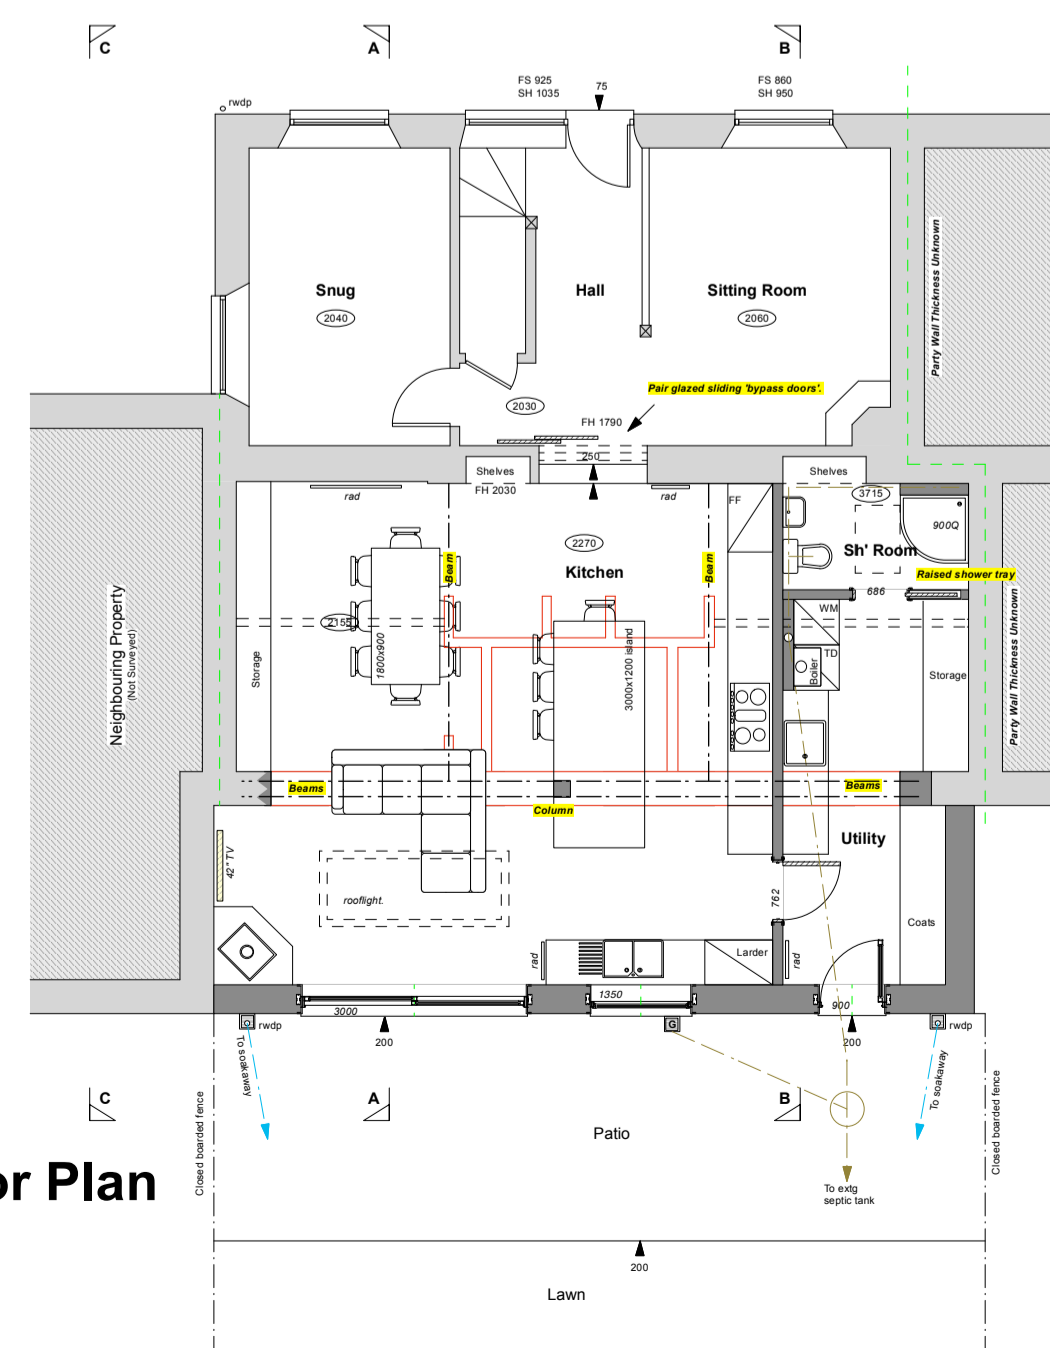 C
A
B
rwdp
FS 925
SH 1035
75
FS 860
SH 950
Snug
2040
Hall
Sitting Room
2060
Party Wall Thickness Unknown
Pair glazed sliding 'bypass doors'.
2030
FH 1790
250
Shelves
FH 2030
Shelves
rad
rad
FF
3715
900Q
Sh' Room
Raised shower tray
686
2270
Kitchen
Beam
Beam
Neighbouring Property
(Not Surveyed)
2155
Storage
1800x900
3000x1200 island
WM
TD
Boiler
Storage
Party Wall Thickness Unknown
Beams
Column
Beams
Utility
42" TV
rooflight.
762
Coats
rad
Larder
rad
3000
1350
900
rwdp
200
G
200
rwdp
To soakaway
To soakaway
C
A
B
Closed boarded fence
Closed boarded fence
Patio
or Plan
To extg
septic tank
200
Lawn